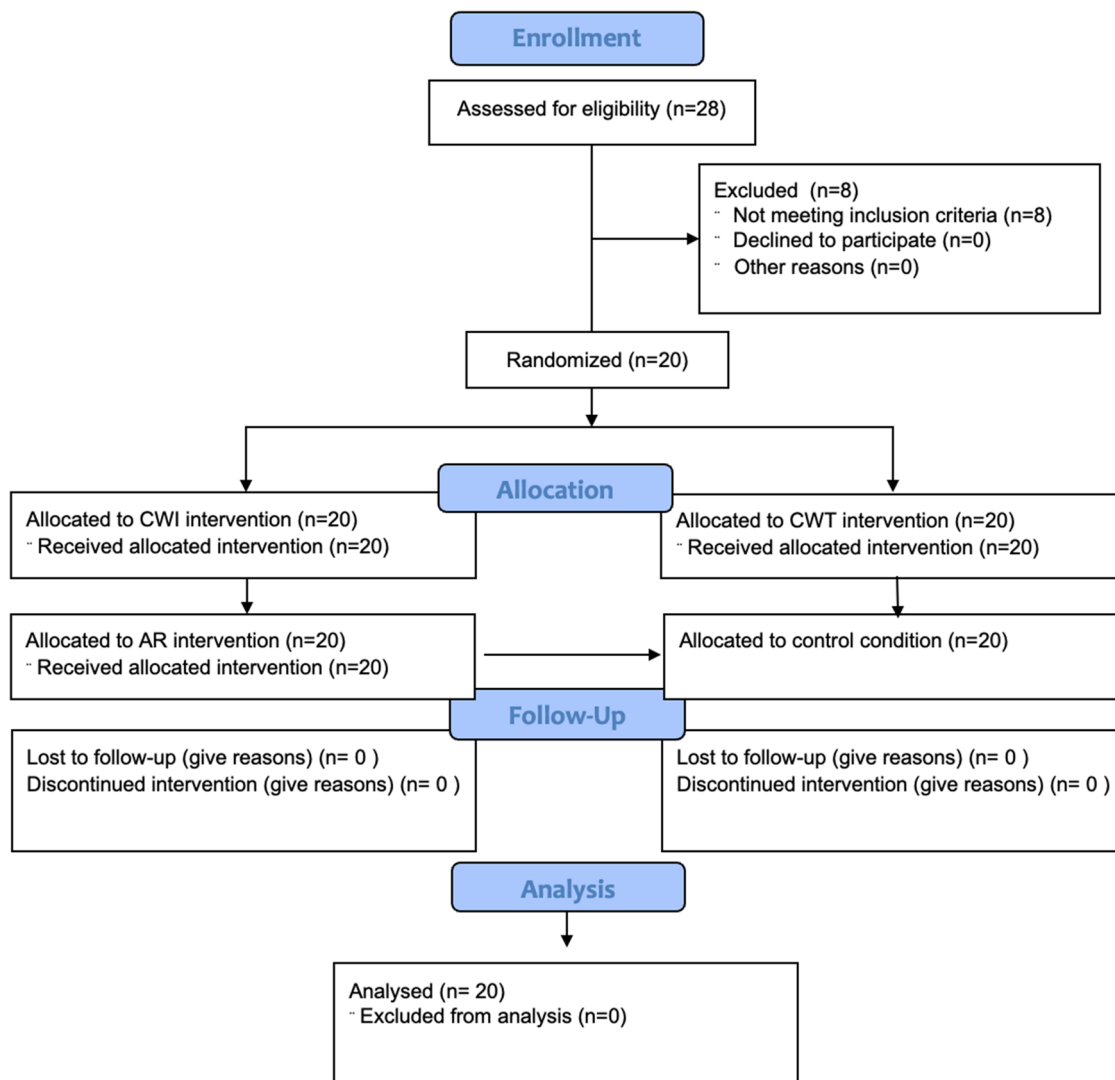 Enrollment
Assessed for eligibility (n=28)
Excluded  (n=8)
¨ Not meeting inclusion criteria (n=8)
¨ Declined to participate (n=0)
¨ Other reasons (n=0)
Randomized (n=20)
Allocation
Allocated to CWI intervention (n=20)
¨ Received allocated intervention (n=20)
Allocated to CWT intervention (n=20)
¨ Received allocated intervention (n=20)
Allocated to AR intervention (n=20)
¨ Received allocated intervention (n=20)
Allocated to control condition (n=20)
Follow-Up
Lost to follow-up (give reasons) (n= 0 )
Discontinued intervention (give reasons) (n= 0 )
Lost to follow-up (give reasons) (n= 0 )
Discontinued intervention (give reasons) (n= 0 )
Analysis
Analysed (n= 20)
¨ Excluded from analysis (n=0)